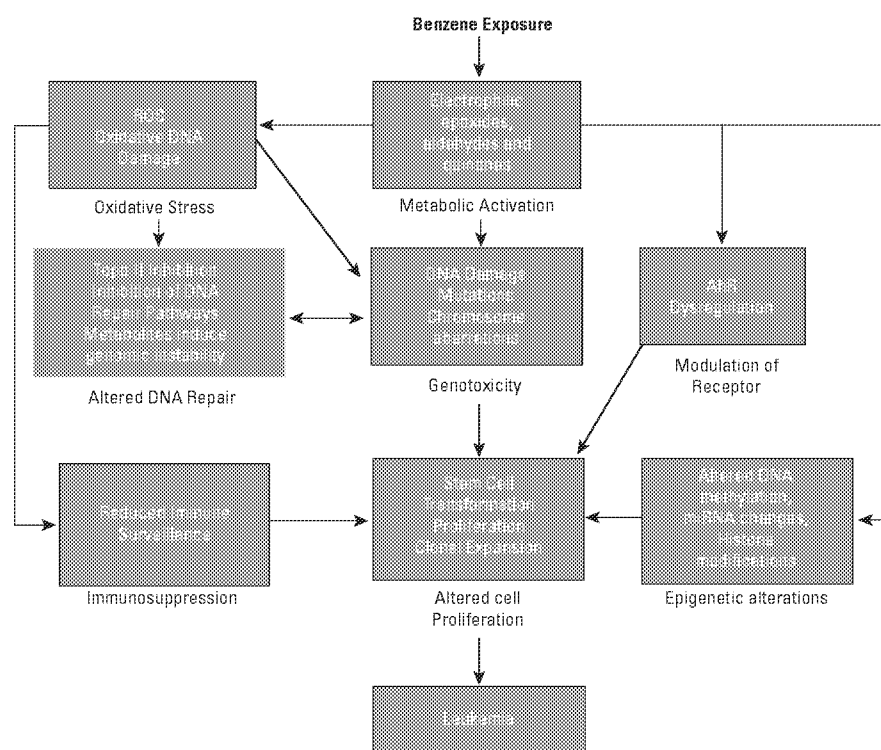 Benzene Exposure
ROS
Oxidative DNA
Damage
Oxidative Stress
Electrophilic
epoxides,
aldehydes and
quinones
Metabolic Activation
Topo II inhibition
Inhibition of DNA
Repair Pathways
Metabolites induce
genomic instability
Altered DNA Repair
DNA Damage
Mutations
Chromosome
aberrations
Genotoxicity
AhR
Dysregulation
Modulation of
Receptor
Reduced Immune
Surveillance
Immunosuppression
Stem Cell
Transformation
Proliferation
Clonal Expansion
Altered cell
Proliferation
Altered DNA
methylation,
miRNA changes,
Histone
modifications
Epigenetic alterations
Leukemia